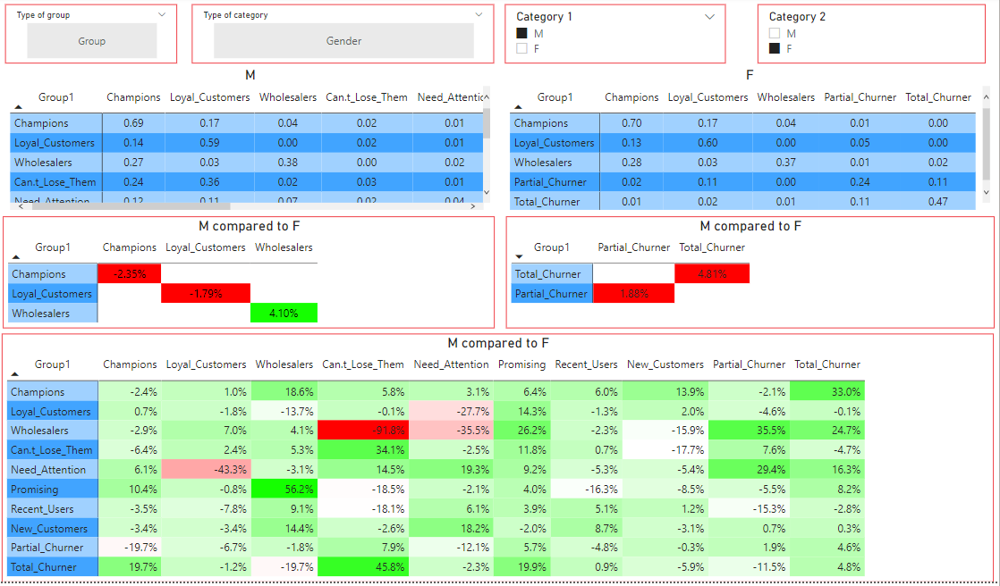 Type of group
Group
Type of category
Gender
Category 1
M
F
Category 2
M
F
M
Group1 Champions Loyal_Customers Wholesalers Can.t_Lose_Them Need_Attentic
Champions 0.69 0.17 0.04 0.02 0.01
Loyal_Customers 0.14 0.59 0.00 0.02 0.01
Wholesalers 0.27 0.03 0.38 0.00 0.02
Can.t_Lose_Them 0.24 0.36 0.02 0.03 0.01
Need_Attention 0.12 0.11 0.07 0.02 0.04
F
Group1 Champions Loyal_Customers Wholesalers Partial_Churner Total_Churner
Champions 0.70 0.17 0.04 0.01 0.00
Loyal_Customers 0.13 0.60 0.00 0.05 0.00
Wholesalers 0.28 0.03 0.37 0.01 0.02
Partial_Churner 0.02 0.11 0.00 0.24 0.11
Total_Churner 0.01 0.02 0.01 0.11 0.47
M compared to F
Group1 Champions Loyal_Customers Wholesalers
Champions -2.35%
Loyal_Customers -1.79%
Wholesalers 4.10%
M compared to F
Group1 Partial_Churner Total_Churner
Total_Churner 4.81%
Partial_Churner 1.88%
M compared to F
Group1 Champions Loyal_Customers Wholesalers Can.t_Lose_Them Need_Attention Promising Recent_Users New_Customers Partial_Churner Total_Churner
Champions -2.4% 1.0% 18.6% 5.8% 3.1% 6.4% 6.0% 13.9% -2.1% 33.0%
Loyal_Customers 0.7% -1.8% -13.7% -0.1% -27.7% 14.3% -1.3% 2.0% -4.6% -0.1%
Wholesalers -2.9% 7.0% 4.1% -91.8% -35.5% 26.2% -2.3% -15.9% 35.5% 24.7%
Can.t_Lose_Them -6.4% 2.4% 5.3% 34.1% -2.5% 11.8% 0.7% -17.7% 7.6% -4.7%
Need_Attention 6.1% -43.3% -3.1% 14.5% 19.3% 9.2% -5.3% -5.4% 29.4% 16.3%
Promising 10.4% -0.8% 56.2% -18.5% -2.1% 4.0% -16.3% -8.5% -5.5% 8.2%
Recent_Users -3.5% -7.8% 9.1% -18.1% 6.1% 3.9% 5.1% 1.2% -15.3% -2.8%
New_Customers -3.4% -3.4% 14.4% -2.6% 18.2% -2.0% 8.7% -3.1% 0.7% 0.3%
Partial_Churner -19.7% -6.7% -1.8% 7.9% -12.1% 5.7% -4.8% -0.3% 1.9% 4.6%
Total_Churner 19.7% -1.2% -19.7% 45.8% -2.3% 19.9% 0.9% -5.9% -11.5% 4.8%